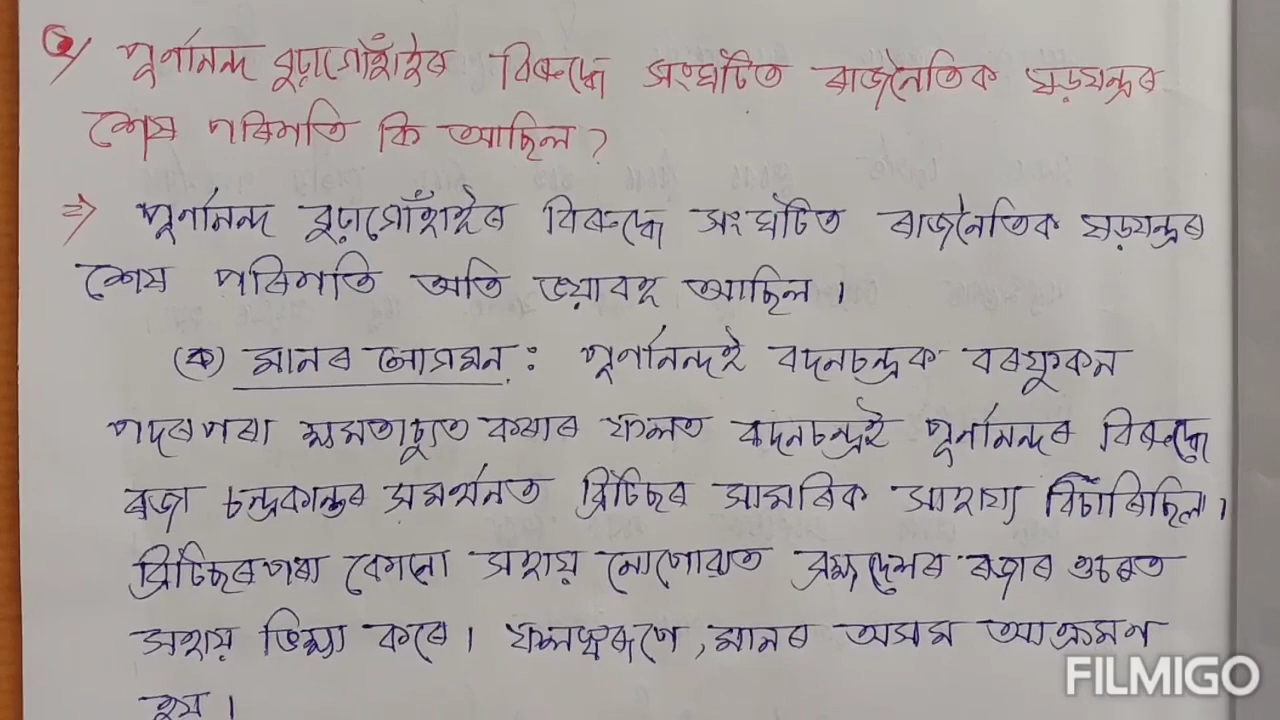 Q/ পূৰ্ণানন্দ বুঢ়াগোহাঁইৰ বিৰুদ্ধে সংঘটিত ৰাজনৈতিক ষড়যন্ত্ৰৰ
শেষ পৰিণতি কি আছিল ?
⇒ পূৰ্ণানন্দ বুঢ়াগোঁহাইৰ বিৰুদ্ধে সংঘটিত ৰাজনৈতিক ষড়যন্ত্ৰৰ
শেষ পৰিণতি অতি ভয়াবহ আছিল ।
(ক) মানৰ আগমন : পূৰ্ণানন্দই বদনচন্দ্ৰক বৰফুকন
পদৰপৰা ক্ষমতাচ্যুত কৰাৰ ফলত বদনচন্দ্ৰই পূৰ্ণানন্দৰ বিৰুদ্ধে
ৰজা চন্দ্ৰকান্তৰ সমৰ্থনত ব্ৰিটিছৰ সামৰিক সাহায্য বিচাৰিছিল ।
ব্ৰিটিছৰপৰা কোনো সহায় নোপোৱাত ব্ৰহ্মদেশৰ ৰজাৰ ওচৰত
সহায় ভিক্ষা কৰে । ফলস্বৰূপে, মানৰ অসম আক্ৰমণ
হয় ।
FILMIGO